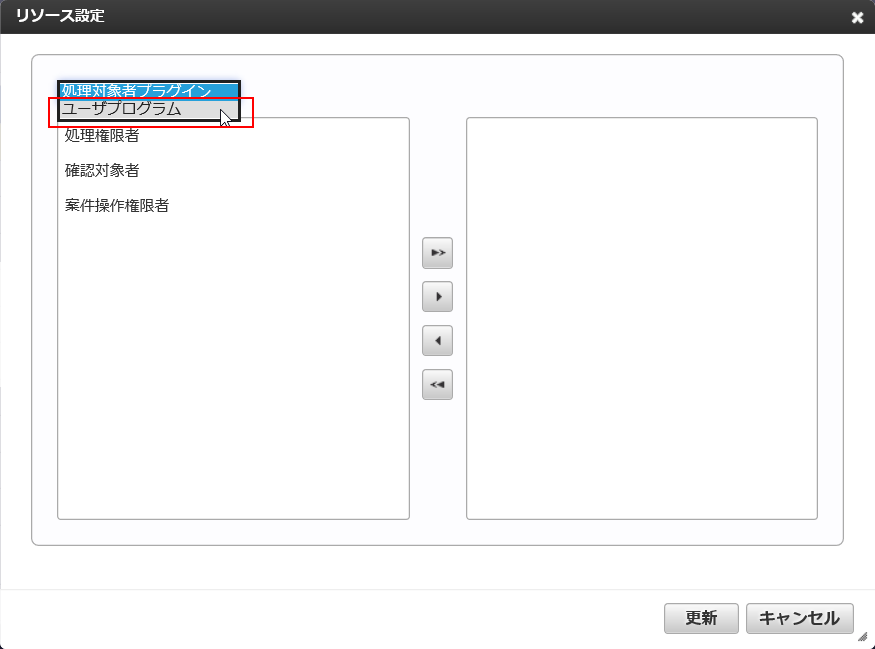 リソース設定
処理対象者プラグイン
ユーザプログラム
処理権限者
確認対象者
案件操作権限者
更新
キャンセル